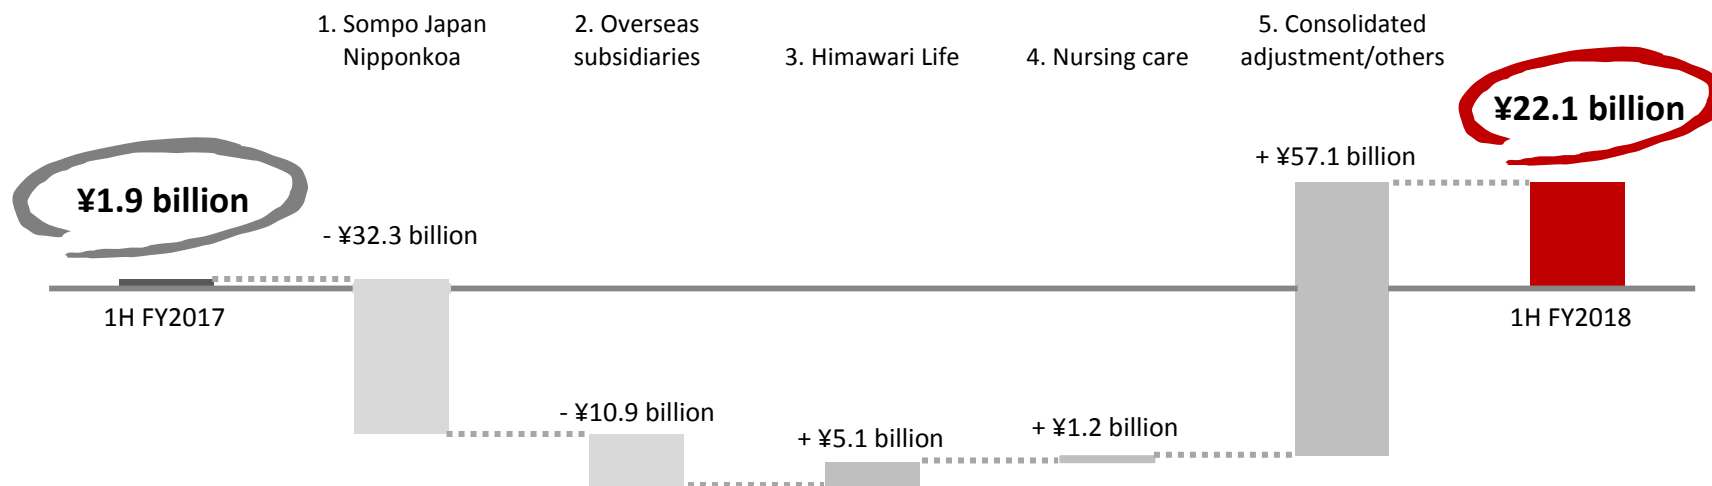 1. Sompo Japan
Nipponkoa
2. Overseas
subsidiaries
3. Himawari Life
4. Nursing care
5. Consolidated
adjustment/others
¥22.1 billion
+ ¥57.1 billion
¥1.9 billion
- ¥32.3 billion
1H FY2017
1H FY2018
- ¥10.9 billion
+ ¥5.1 billion
+ ¥1.2 billion